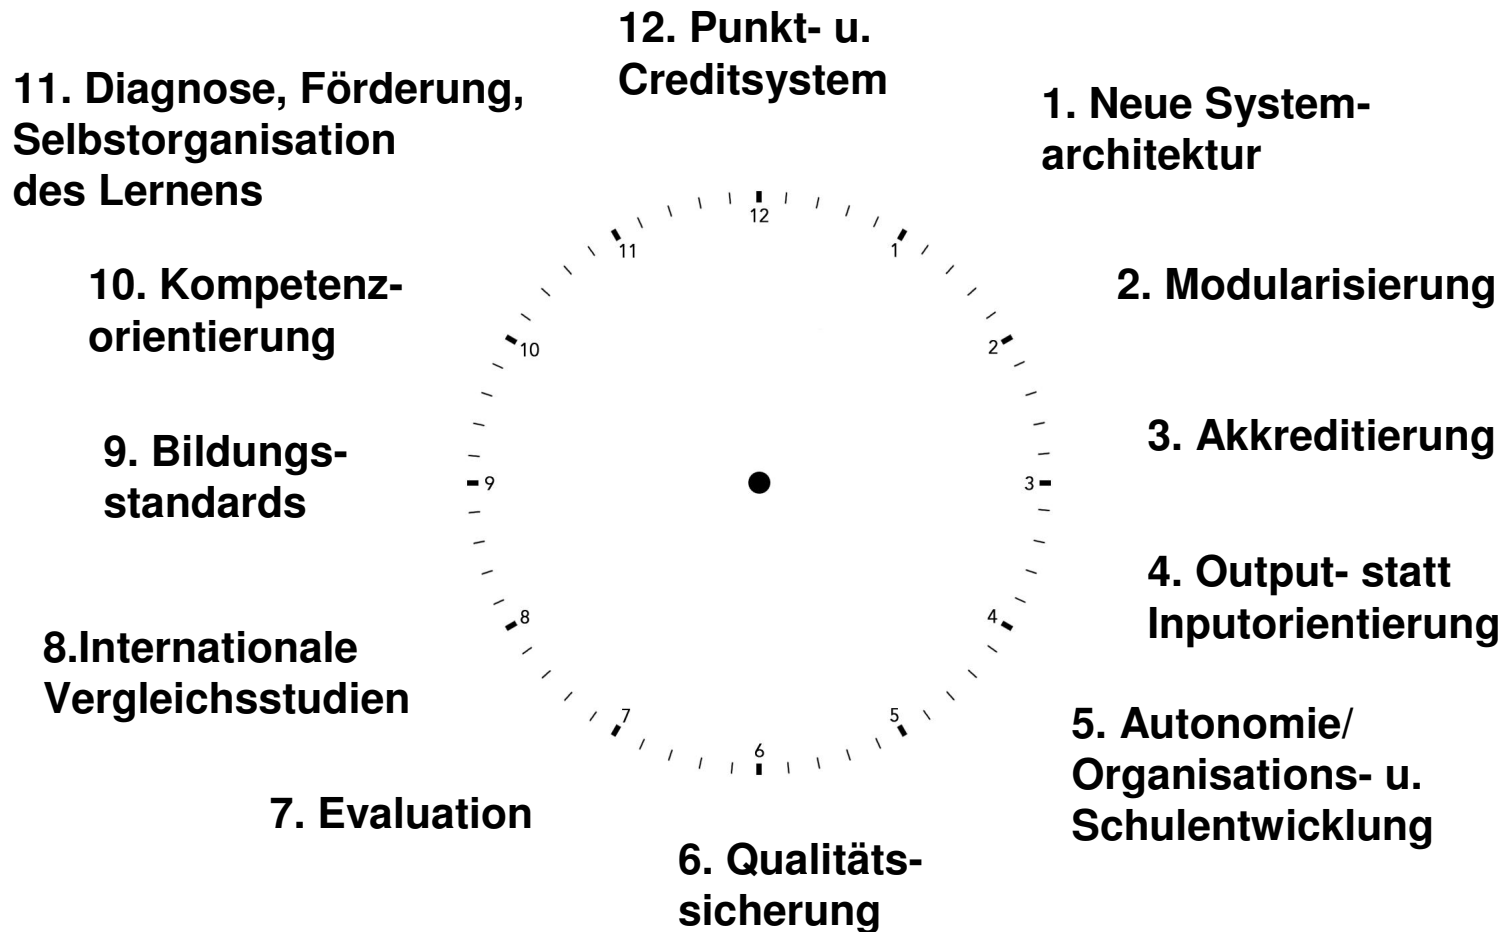 12. Punkt- u.
Creditsystem
1. Neue System-
architektur
2. Modularisierung
3. Akkreditierung
4. Output- statt
Inputorientierung
5. Autonomie/
Organisations- u.
Schulentwicklung
6. Qualitäts-
sicherung
7. Evaluation
8.Internationale
Vergleichsstudien
9. Bildungs-
standards
10. Kompetenz-
orientierung
11. Diagnose, Förderung,
Selbstorganisation
des Lernens
12
1
2
3
4
5
6
7
8
9
10
11